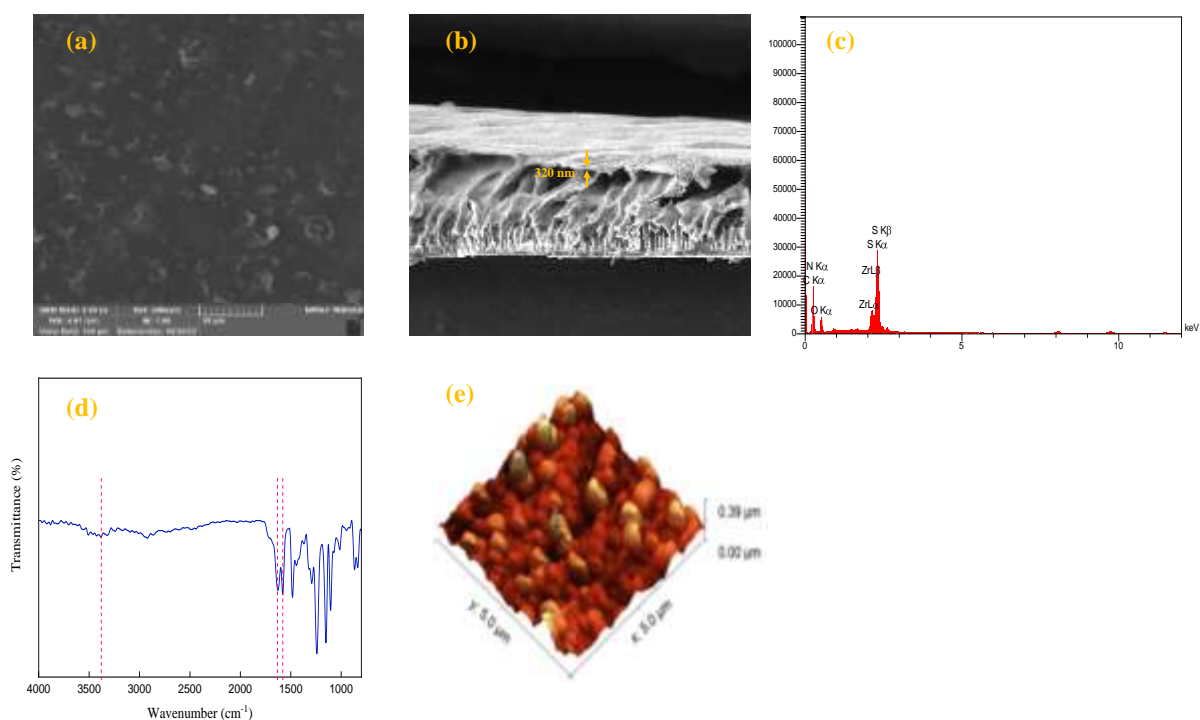 (a)
(b)
320 nm
(c)
100000
90000
80000
70000
60000
50000
40000
30000
20000
10000
0
S Kβ
S Kα
N Kα
C Kα
O Kα
0
5
10
keV
(d)
Transmittance (%)
4000 3500 3000 2500 2000 1500 1000
Wavenumber (cm⁻¹)
(e)
0.39 μm
0.00 μm
y: 5.0 μm
x: 5.0 μm